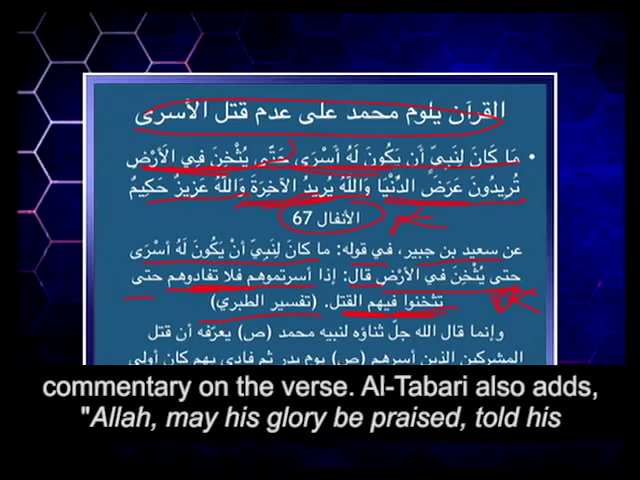 القرآن يلوم محمد على عدم قتل الأسرى
• مَا كَانَ لِنَبِيٍّ أَن يَكُونَ لَهُ أَسْرَى حَتَّى يُثْخِنَ فِي الأَرْضِ
تُرِيدُونَ عَرَضَ الدُّنْيَا وَاللَّهُ يُرِيدُ الآخِرَةَ وَاللَّهُ عَزِيزٌ حَكِيمٌ
الأنفال 67
عن سعيد بن جبير، في قوله: ما كانَ لِنَبِيّ أنْ يَكُونَ لَهُ أسْرَى
حتى يُثْخِنَ في الأرْضِ قال: إذا أسرتموهم فلا تفادوهم حتى
تثخنوا فيهم القتل. (تفسير الطبري)
وإنما قال الله جلّ ثناؤه لنبيه محمد (ص) يعرّفه أن قتل
المشركين الذين أسرهم (ص) يوم بدر ثم فادى بهم كان أولى
commentary on the verse. Al-Tabari also adds,
"Allah, may his glory be praised, told his